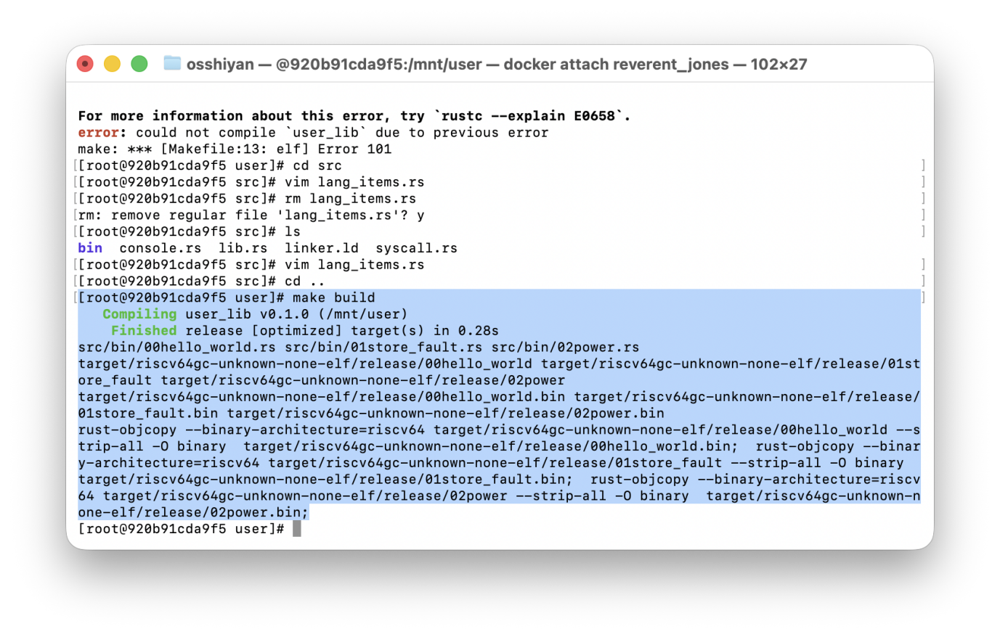 osshiyan — @920b91cda9f5:/mnt/user — docker attach reverent_jones — 102×27
For more information about this error, try `rustc --explain E0658`.
error: could not compile `user_lib` due to previous error
make: *** [Makefile:13: elf] Error 101
[[root@920b91cda9f5 user]# cd src ]
[[root@920b91cda9f5 src]# vim lang_items.rs ]
[[root@920b91cda9f5 src]# rm lang_items.rs ]
[rm: remove regular file 'lang_items.rs'? y ]
[[root@920b91cda9f5 src]# ls ]
bin  console.rs  lib.rs  linker.ld  syscall.rs
[[root@920b91cda9f5 src]# vim lang_items.rs ]
[[root@920b91cda9f5 src]# cd .. ]
[[root@920b91cda9f5 user]# make build ]
   Compiling user_lib v0.1.0 (/mnt/user)
    Finished release [optimized] target(s) in 0.28s
src/bin/00hello_world.rs src/bin/01store_fault.rs src/bin/02power.rs
target/riscv64gc-unknown-none-elf/release/00hello_world target/riscv64gc-unknown-none-elf/release/01st
ore_fault target/riscv64gc-unknown-none-elf/release/02power
target/riscv64gc-unknown-none-elf/release/00hello_world.bin target/riscv64gc-unknown-none-elf/release/
01store_fault.bin target/riscv64gc-unknown-none-elf/release/02power.bin
rust-objcopy --binary-architecture=riscv64 target/riscv64gc-unknown-none-elf/release/00hello_world --s
trip-all -O binary  target/riscv64gc-unknown-none-elf/release/00hello_world.bin;  rust-objcopy --binar
y-architecture=riscv64 target/riscv64gc-unknown-none-elf/release/01store_fault --strip-all -O binary
target/riscv64gc-unknown-none-elf/release/01store_fault.bin;  rust-objcopy --binary-architecture=riscv
64 target/riscv64gc-unknown-none-elf/release/02power --strip-all -O binary  target/riscv64gc-unknown-n
one-elf/release/02power.bin;
[root@920b91cda9f5 user]#